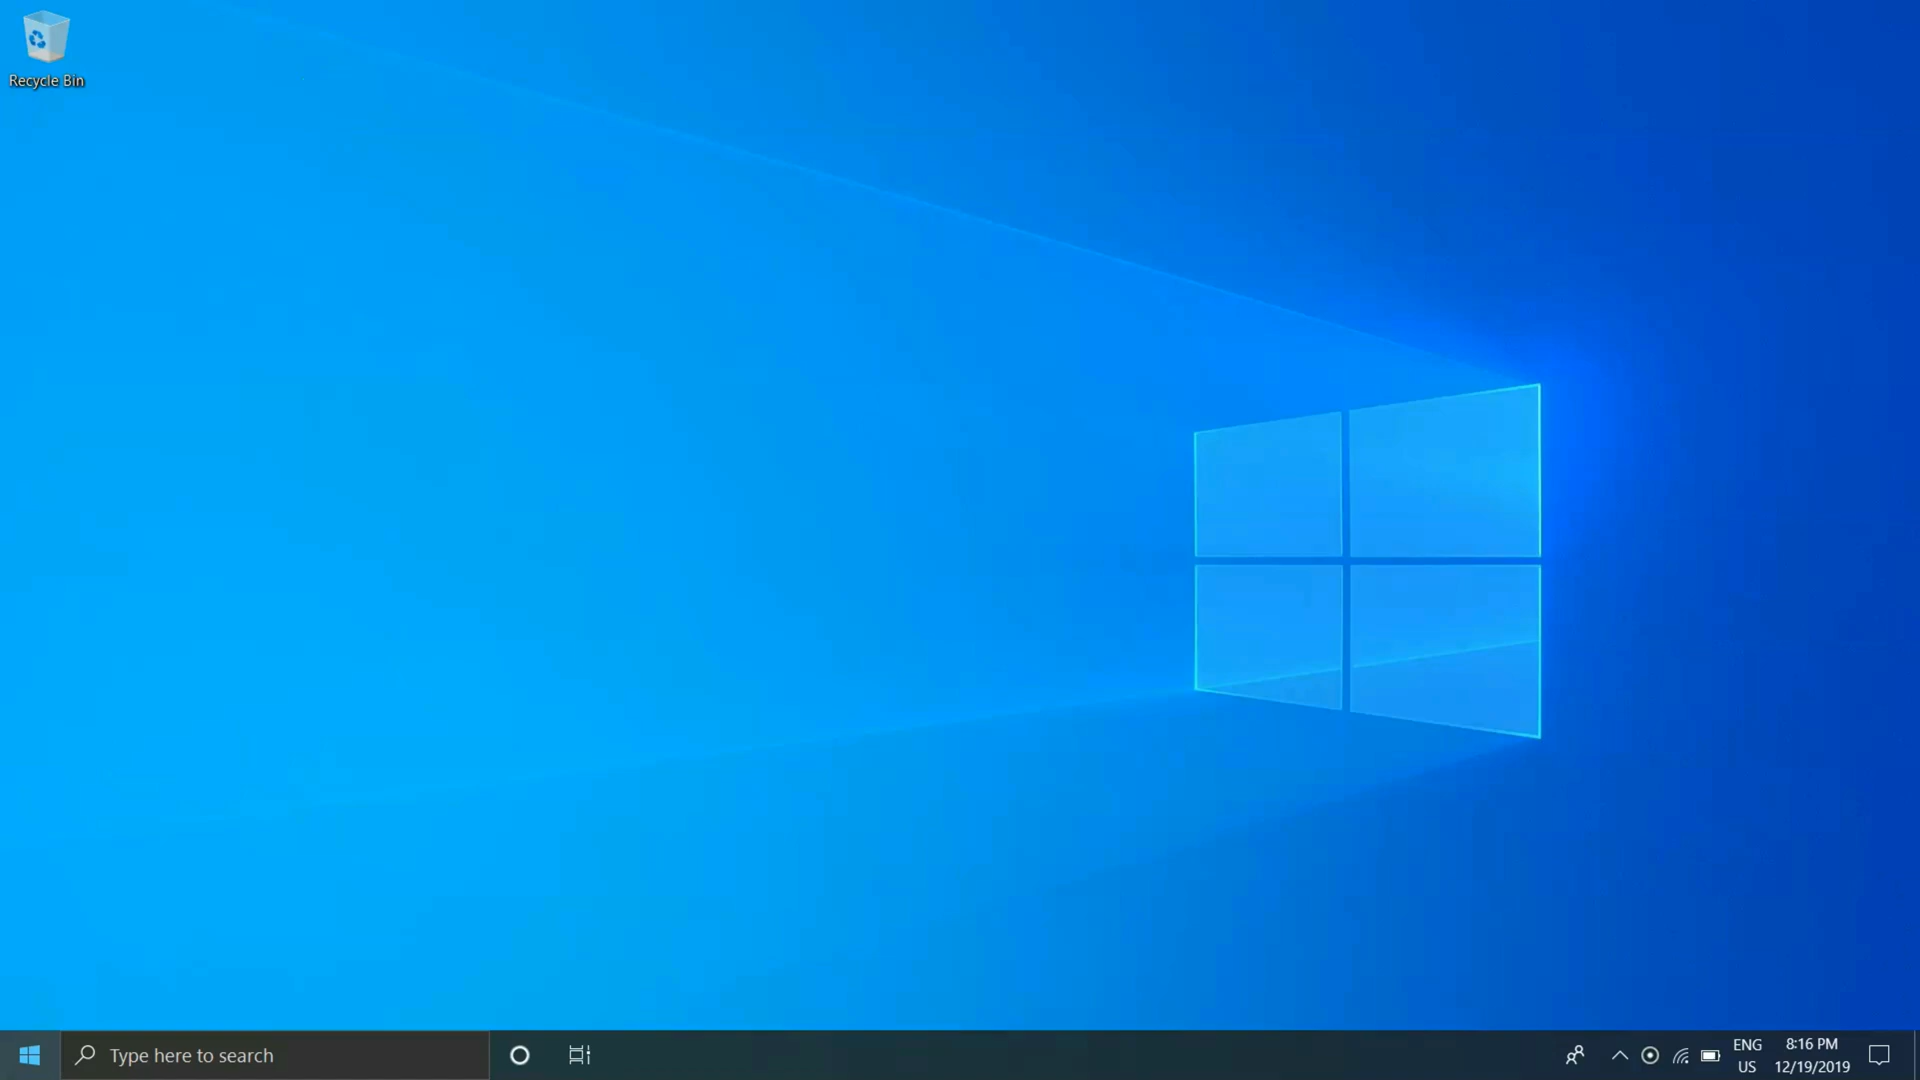 Recycle Bin
Type here to search
ENG
US
8:16 PM
12/19/2019